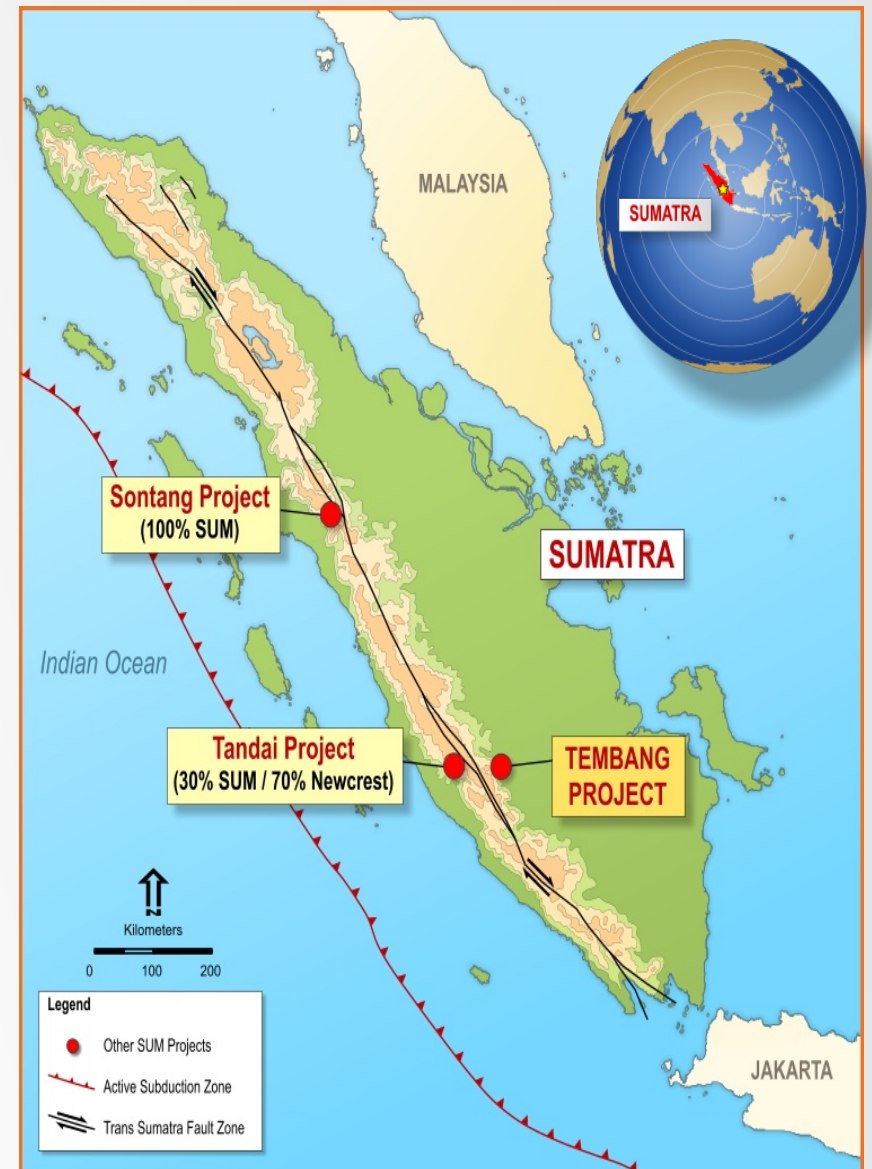 MALAYSIA
SUMATRA
Sontang Project
(100% SUM)
SUMATRA
Indian Ocean
Tandai Project
(30% SUM / 70% Newcrest)
TEMBANG
PROJECT
N
Kilometers
0 100 200
Legend
Other SUM Projects
Active Subduction Zone
Trans Sumatra Fault Zone
JAKARTA